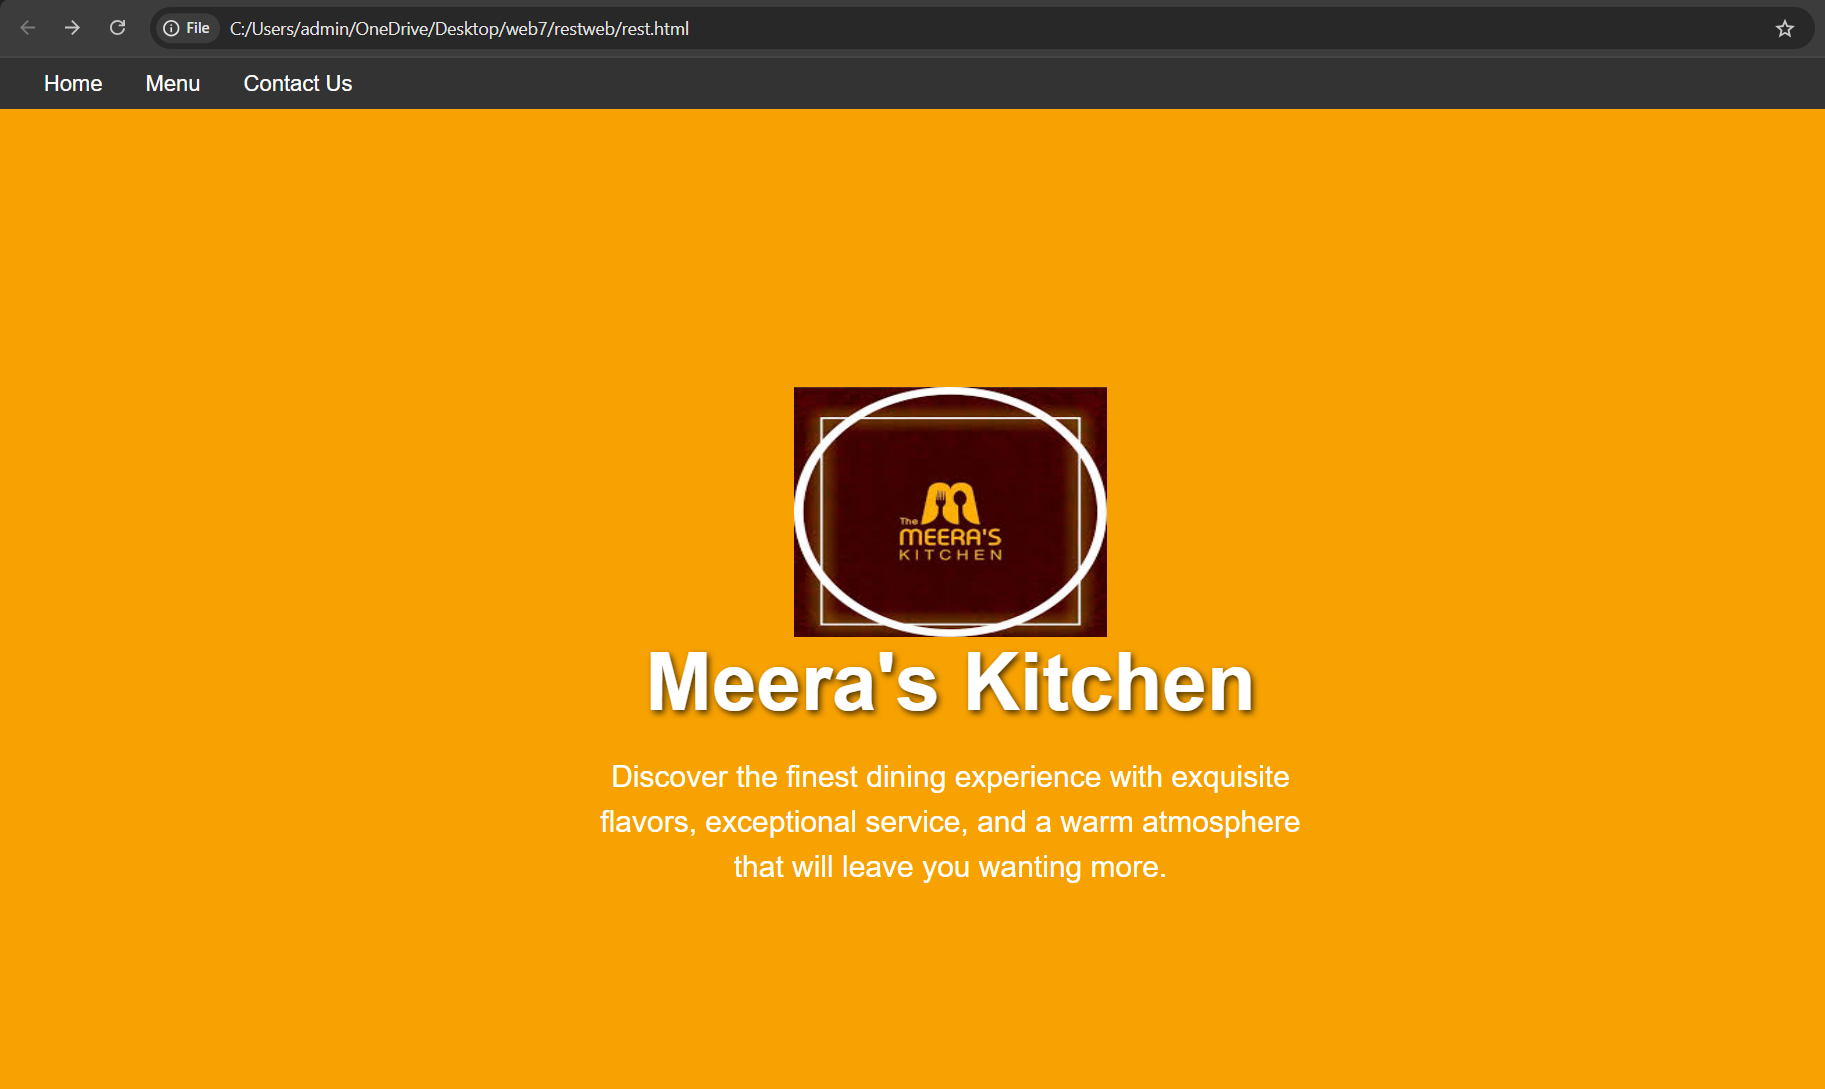 File C:/Users/admin/OneDrive/Desktop/web7/restweb/rest.html
Home Menu Contact Us
The
MEERA'S
KITCHEN
Meera's Kitchen
Discover the finest dining experience with exquisite
flavors, exceptional service, and a warm atmosphere
that will leave you wanting more.